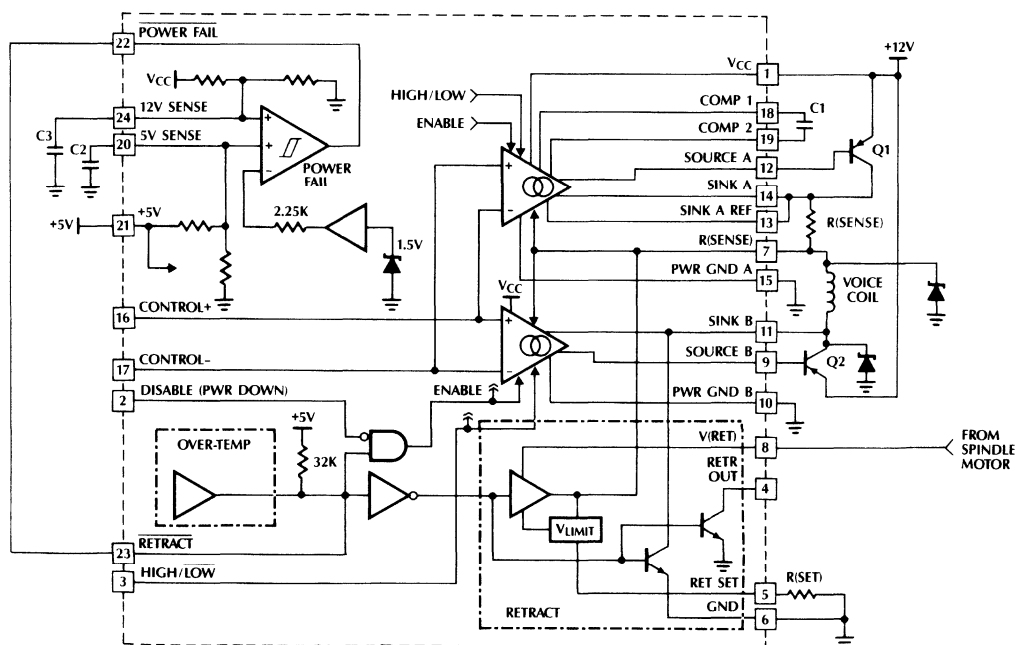 22 POWER FAIL
+12V
VCC
VCC 1
24 12V SENSE
HIGH/LOW
COMP 1 18
C1
ENABLE
COMP 2 19
C3
20 5V SENSE
C2
POWER FAIL
SOURCE A 12
Q1
SINK A 14
SINK A REF 13
R(SENSE)
+5V 21 +5V
2.25K
1.5V
R(SENSE) 7
PWR GND A 15
VOICE COIL
VCC
16 CONTROL+
SINK B 11
17 CONTROL–
SOURCE B 9
Q2
2 DISABLE (PWR DOWN)
ENABLE
PWR GND B 10
+5V
OVER-TEMP
32K
V(RET) 8
FROM SPINDLE MOTOR
RETR OUT 4
VLIMIT
23 RETRACT
3 HIGH/LOW
RET SET 5
R(SET)
RETRACT
GND 6